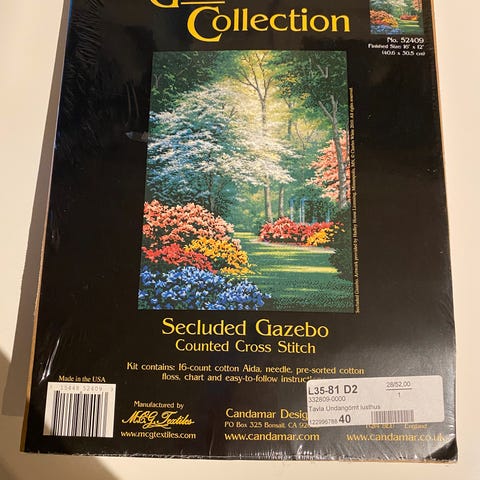 Collection
No. 52409
Finished Size: 16" x 12"
(40.6 x 30.5 cm)
Secluded Gazebo
Counted Cross Stitch
Kit contains: 16-count cotton Aida, needle, pre-sorted cotton
floss, chart and easy-to-follow
Made in the USA
Manufactured by
M.C.G. Textiles
www.mcgtextiles.com
Candamar
PO Box 325 Bonsall, CA
www.candamar.com
www.candamar.co.uk
England
L35-81 D2
28/52,00
332809-0000
1
Tavla Undangömt lusthus
122996788 40